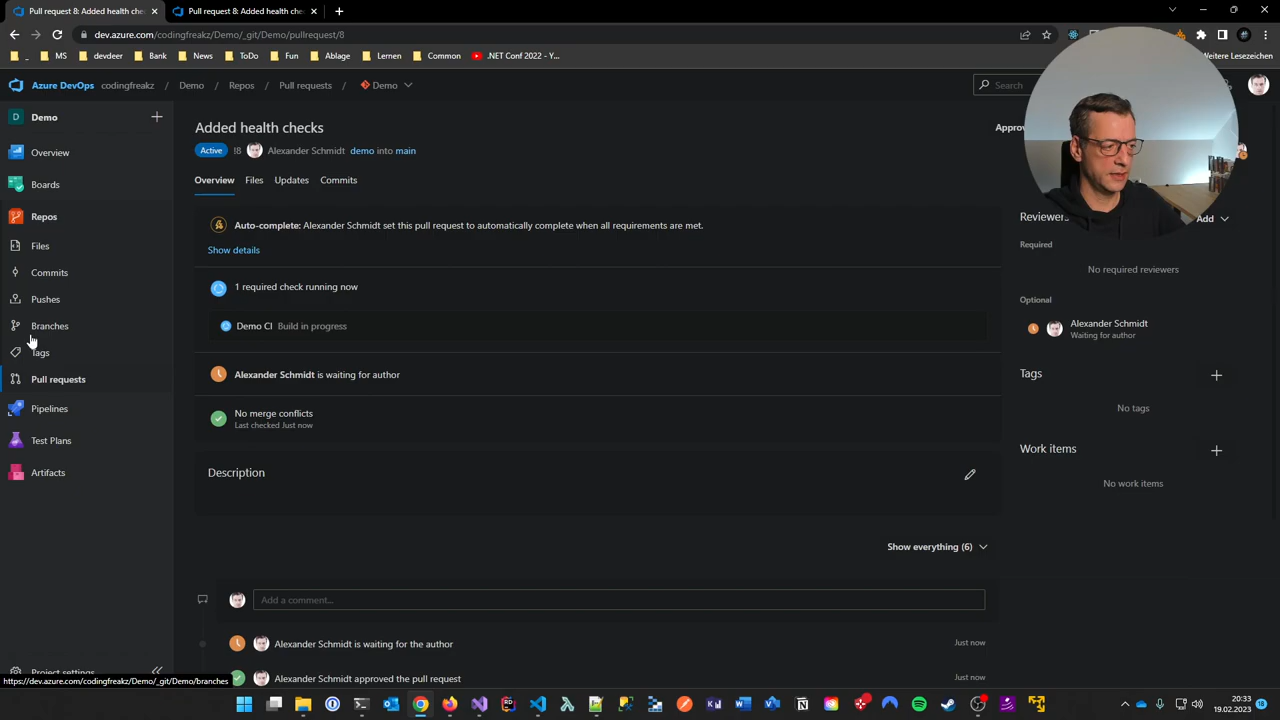 Pull request 8: Added health che
Pull request 8: Added health che
dev.azure.com/codingfreakz/Demo/_git/Demo/pullrequest/8
_ MS devdeer Bank News ToDo Fun Ablage Lernen Common .NET Conf 2022 - Y... Weitere Lesezeichen
Azure DevOps codingfreakz / Demo / Repos / Pull requests / Demo
Search
D Demo
Overview
Boards
Repos
Files
Commits
Pushes
Branches
Tags
Pull requests
Pipelines
Test Plans
Artifacts
Project settings
https://dev.azure.com/codingfreakz/Demo/_git/Demo/branches
Added health checks
Active 8 Alexander Schmidt demo into main
Overview Files Updates Commits
Auto-complete: Alexander Schmidt set this pull request to automatically complete when all requirements are met.
Show details
1 required check running now
Demo CI Build in progress
Alexander Schmidt is waiting for author
No merge conflicts
Last checked Just now
Description
Show everything (6)
Add a comment...
Alexander Schmidt is waiting for the author Just now
Alexander Schmidt approved the pull request Just now
Approv
Reviewers Add
Required
No required reviewers
Optional
Alexander Schmidt
Waiting for author
Tags
No tags
Work items
No work items
20:33
19.02.2023